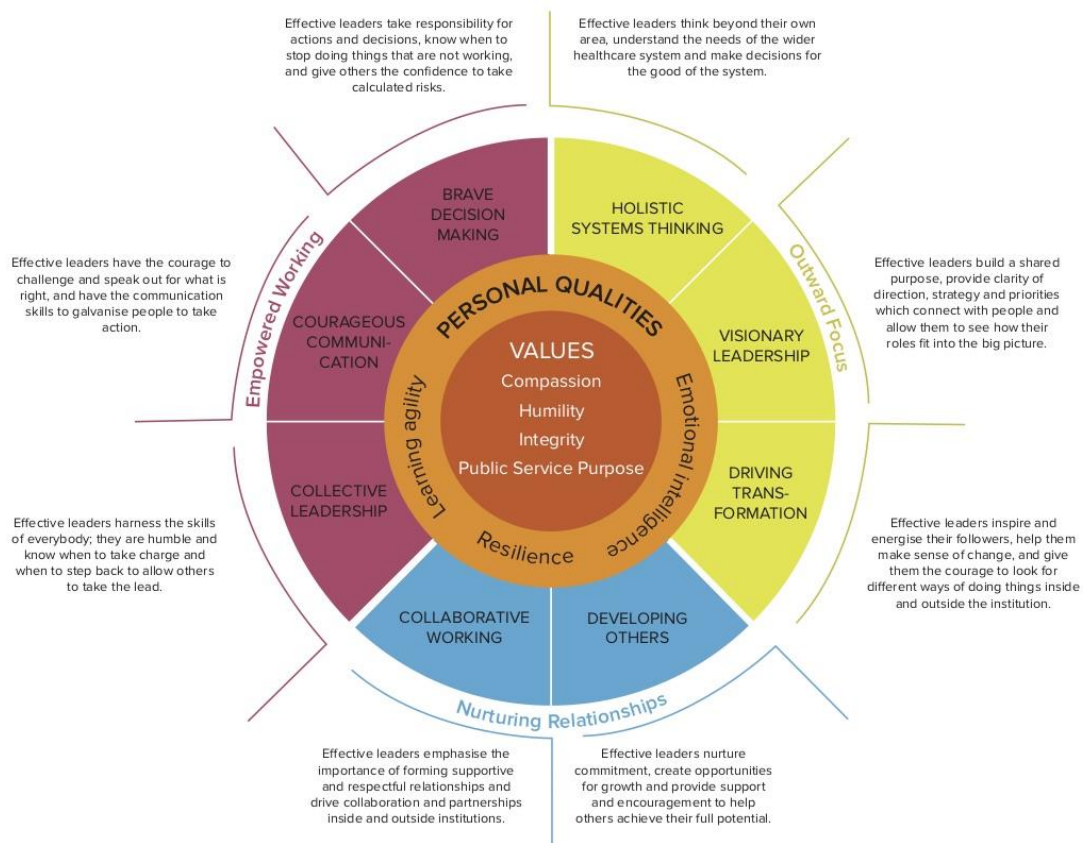 Effective leaders take responsibility for
actions and decisions, know when to
stop doing things that are not working,
and give others the confidence to take
calculated risks.
Effective leaders think beyond their own
area, understand the needs of the wider
healthcare system and make decisions for
the good of the system.
BRAVE
DECISION
MAKING
HOLISTIC
SYSTEMS THINKING
Empowered Working
Outward Focus
Effective leaders have the courage to
challenge and speak out for what is
right, and have the communication
skills to galvanise people to take
action.
COURAGEOUS
COMMUNI-
CATION
PERSONAL QUALITIES
VALUES
Compassion
Humility
Integrity
Public Service Purpose
Learning agility
Emotional intelligence
Resilience
VISIONARY
LEADERSHIP
Effective leaders build a shared
purpose, provide clarity of
direction, strategy and priorities
which connect with people and
allow them to see how their
roles fit into the big picture.
COLLECTIVE
LEADERSHIP
DRIVING
TRANS-
FORMATION
Effective leaders harness the skills
of everybody; they are humble and
know when to take charge and
when to step back to allow others
to take the lead.
Effective leaders inspire and
energise their followers, help them
make sense of change, and give
them the courage to look for
different ways of doing things inside
and outside the institution.
COLLABORATIVE
WORKING
DEVELOPING
OTHERS
Nurturing Relationships
Effective leaders emphasise the
importance of forming supportive
and respectful relationships and
drive collaboration and partnerships
inside and outside institutions.
Effective leaders nurture
commitment, create opportunities
for growth and provide support
and encouragement to help
others achieve their full potential.